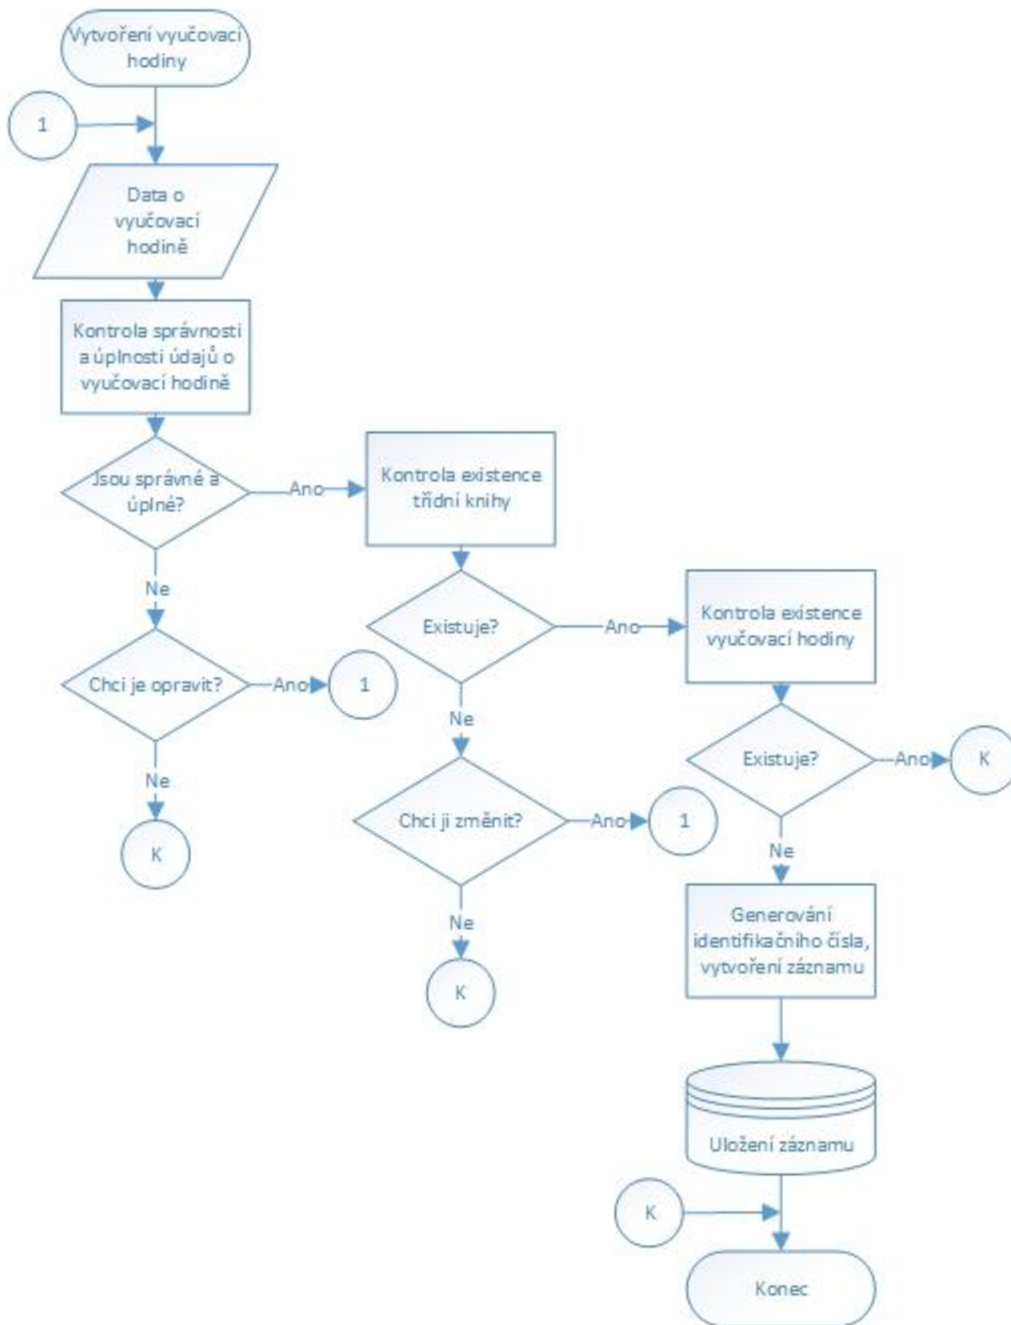 Vytvoření vyučovací
hodiny
1
Data o
vyučovací
hodině
Kontrola správnosti
a úplnosti údajů o
vyučovací hodině
Jsou správné a
úplné?
Ano
Kontrola existence
třídní knihy
Ne
Existuje?
Ano
Kontrola existence
vyučovací hodiny
Chci je opravit?
Ano
1
Ne
Ne
K
Chci ji změnit?
Ano
1
Existuje?
Ano
K
Ne
K
Ne
Generování
identifikačního čísla,
vytvoření záznamu
Uložení záznamu
K
Konec